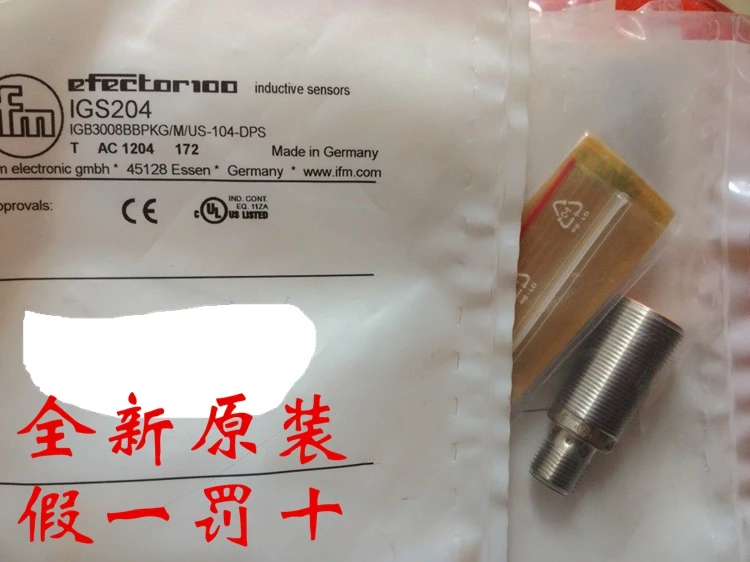 ifm
efector100 inductive sensors
IGS204
IGB3008BBPKG/M/US-104-DPS
T AC 1204 172 Made in Germany
m electronic gmbh * 45128 Essen * Germany * www.ifm.com
pprovals: CE C UL US LISTED IND. CONT. EQ. 11ZA
全新原装
假一罚十